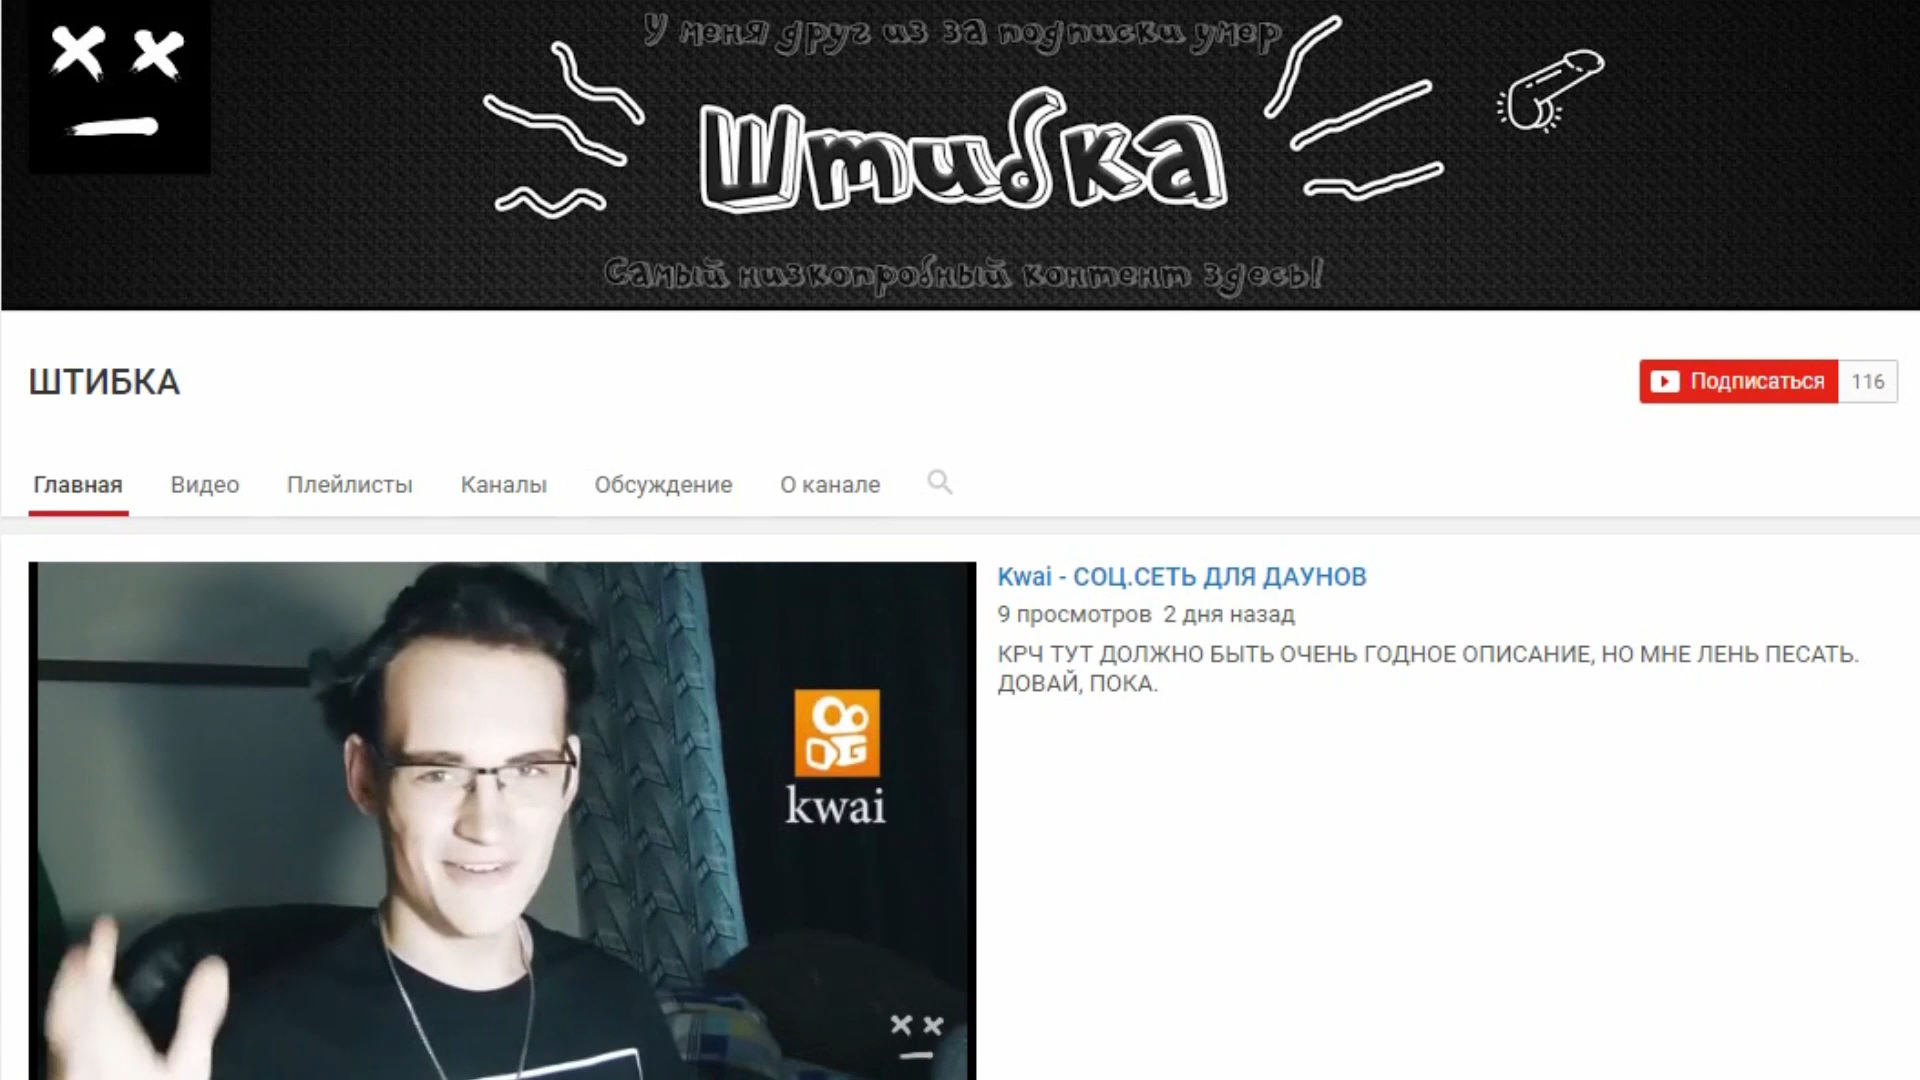 У меня друг из за подписки умер
Штибка
Самый низкопробный контент здесь!
ШТИБКА
Подписаться 116
Главная Видео Плейлисты Каналы Обсуждение О канале
Kwai - СОЦ.СЕТЬ ДЛЯ ДАУНОВ
9 просмотров 2 дня назад
КРЧ ТУТ ДОЛЖНО БЫТЬ ОЧЕНЬ ГОДНОЕ ОПИСАНИЕ, НО МНЕ ЛЕНЬ ПЕСАТЬ.
ДОВАЙ, ПОКА.
kwai